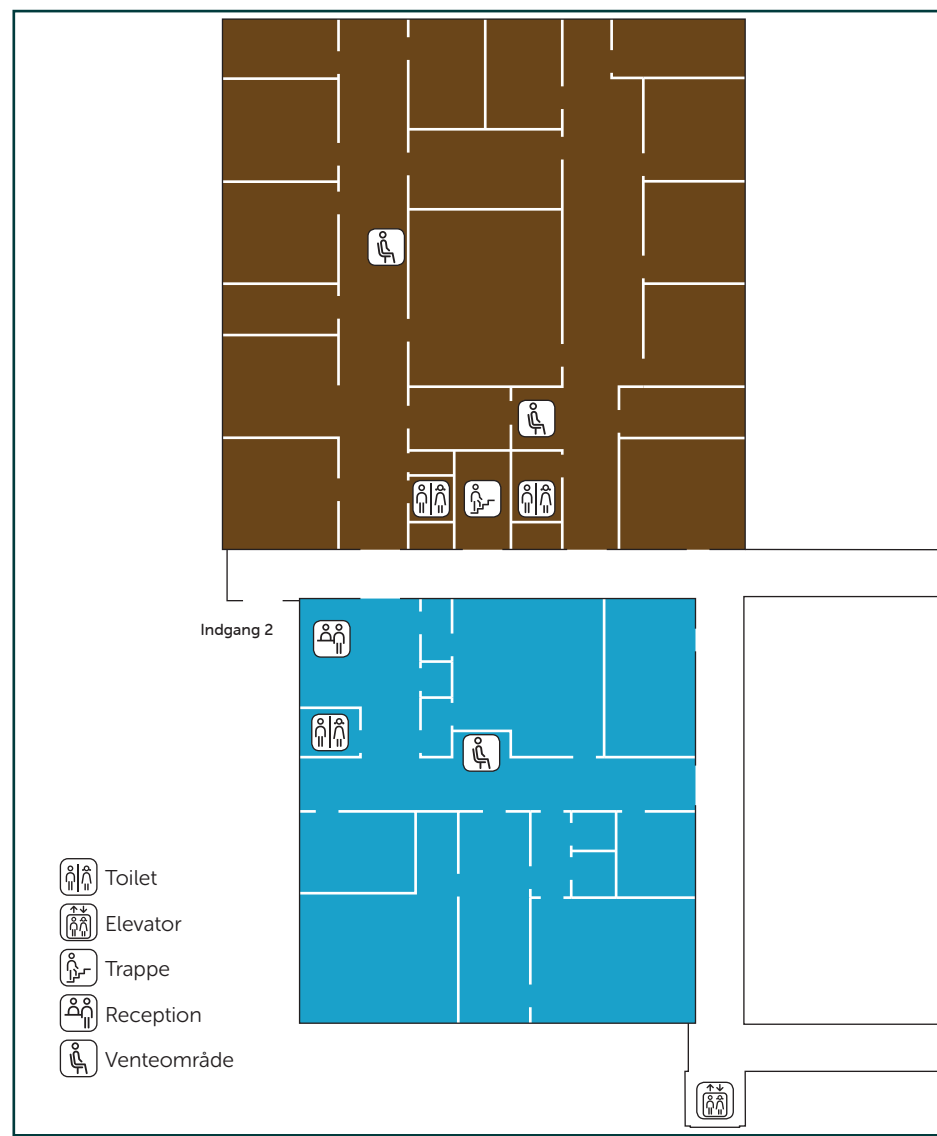 Indgang 2
Toilet
Elevator
Trappe
Reception
Venteområde